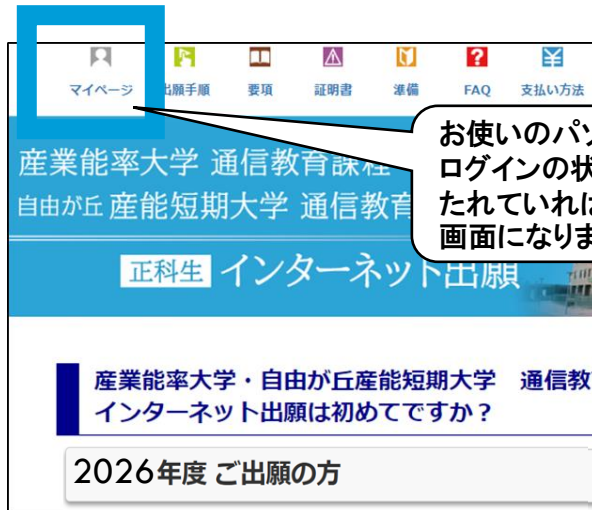 マイページ 出願手順 要項 証明書 準備 FAQ 支払い方法
お使いのパソ
ログインの状
たれていれば
画面になりま
産業能率大学 通信教育課程
自由が丘 産能短期大学 通信教育
正科生 インターネット出願
産業能率大学・自由が丘産能短期大学 通信教
インターネット出願は初めてですか？
2026年度 ご出願の方